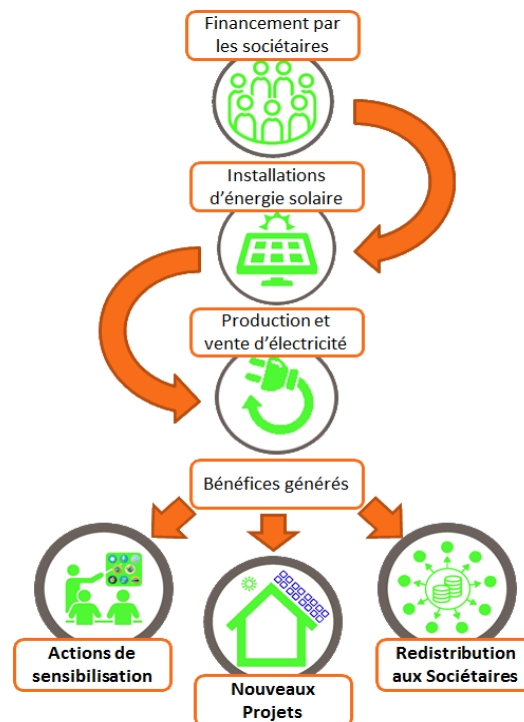 Financement par
les sociétaires
Installations
d'énergie solaire
Production et
vente d'électricité
Bénéfices générés
Actions de
sensibilisation
Nouveaux
Projets
Redistribution
aux Sociétaires